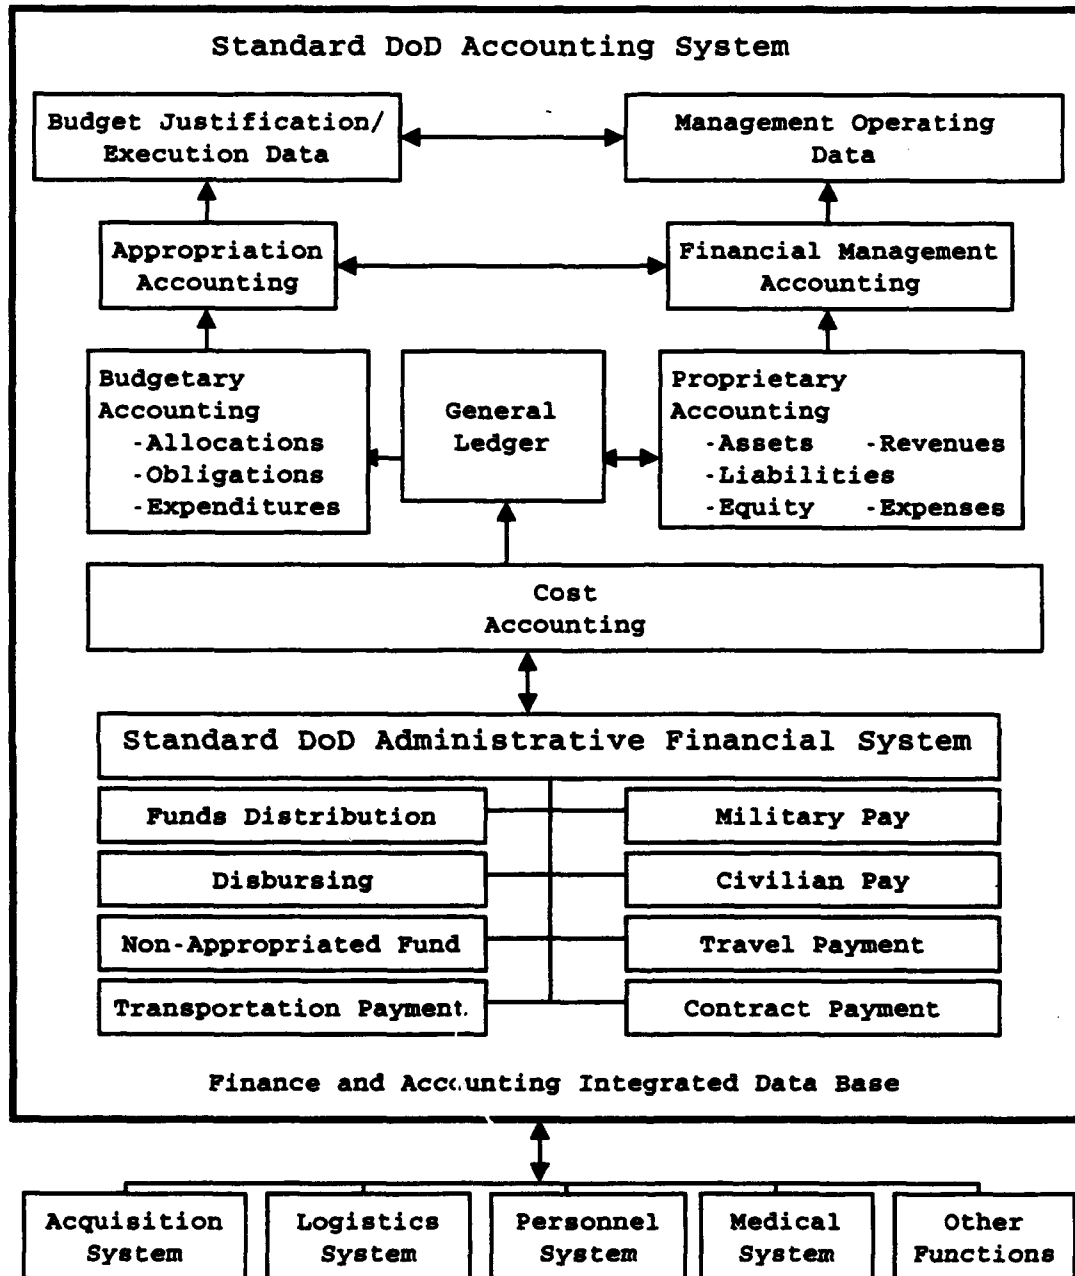 Standard DoD Accounting System
Budget Justification/
Execution Data
Management Operating
Data
Appropriation
Accounting
Financial Management
Accounting
Budgetary
Accounting
-Allocations
-Obligations
-Expenditures
General
Ledger
Proprietary
Accounting
-Assets -Revenues
-Liabilities
-Equity -Expenses
Cost
Accounting
Standard DoD Administrative Financial System
Funds Distribution
Military Pay
Disbursing
Civilian Pay
Non-Appropriated Fund
Travel Payment
Transportation Payment
Contract Payment
Finance and Accounting Integrated Data Base
Acquisition
System
Logistics
System
Personnel
System
Medical
System
Other
Functions